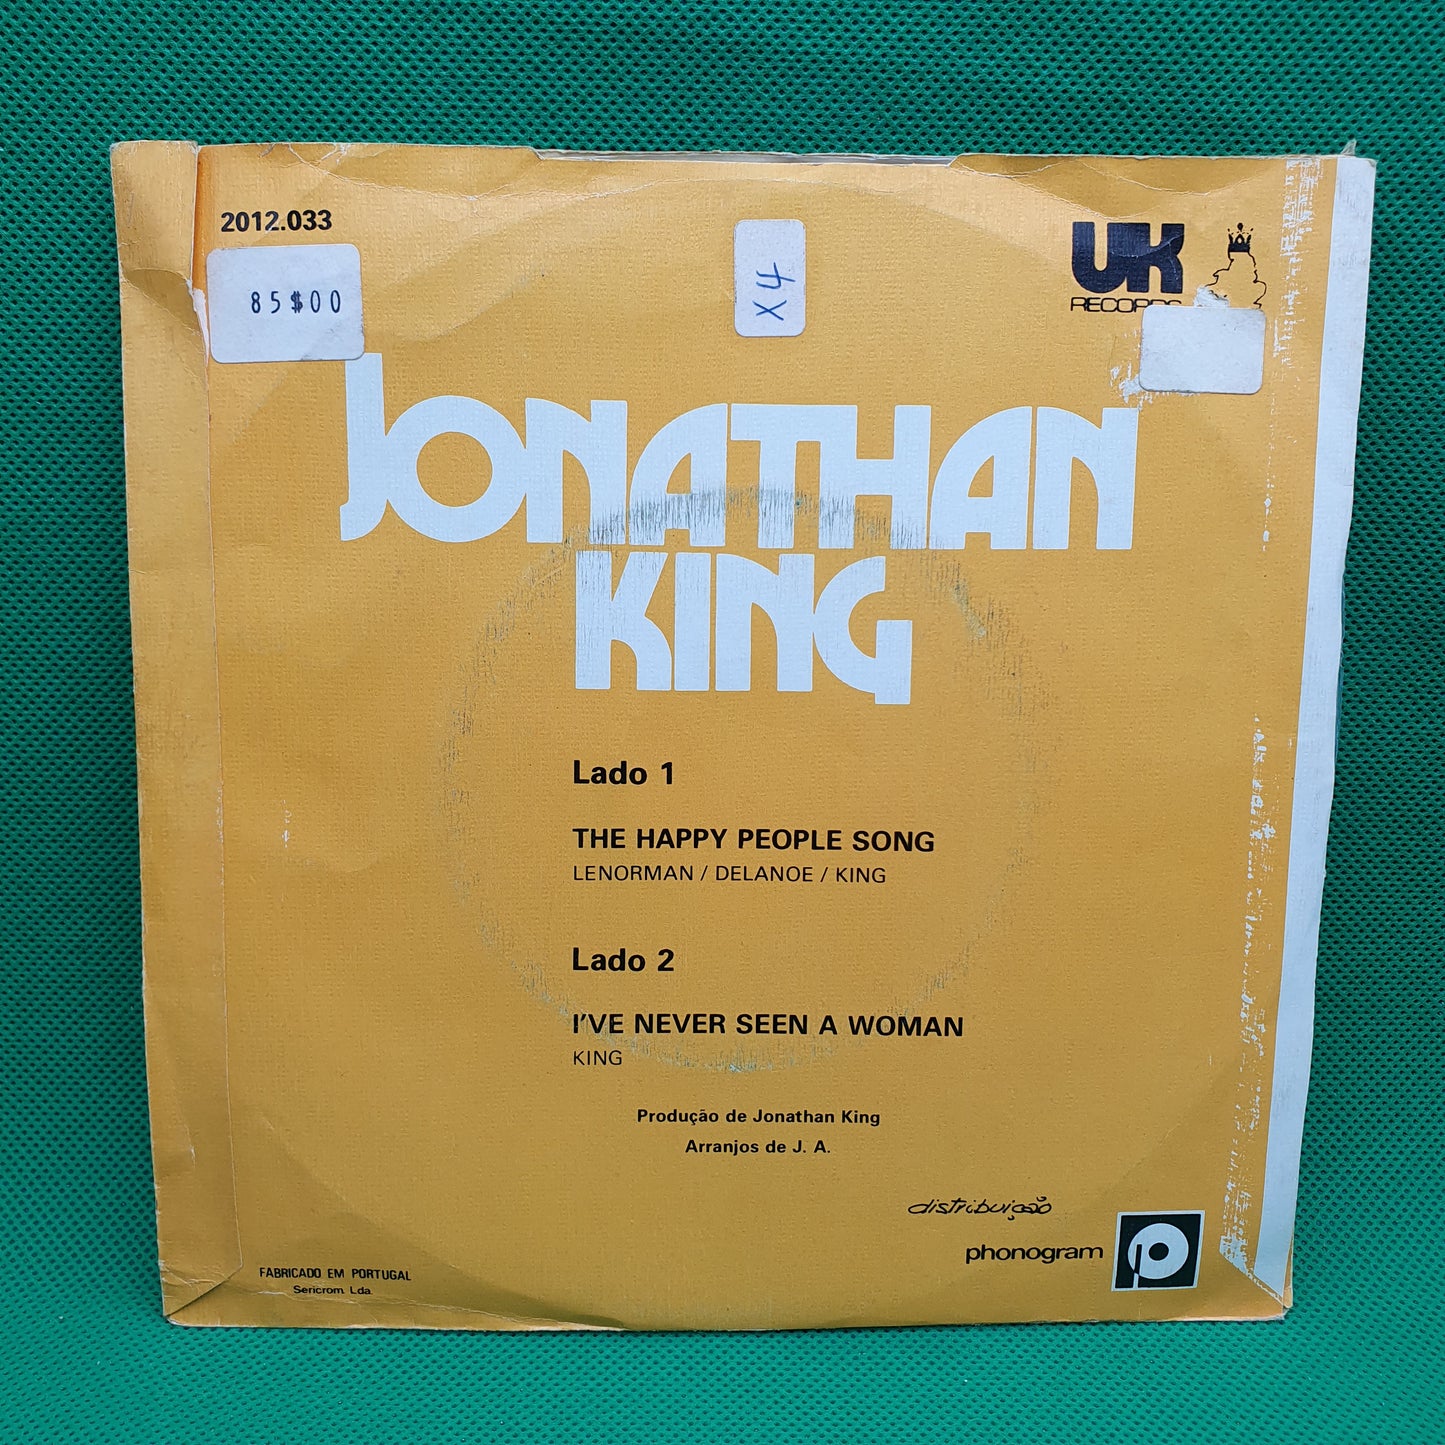 2012.033
85$00
X4
UK
RECORDS
JONATHAN
KING
Lado 1
THE HAPPY PEOPLE SONG
LENORMAN / DELANOE / KING
Lado 2
I'VE NEVER SEEN A WOMAN
KING
Produção de Jonathan King
Arranjos de J. A.
distribuição
phonogram
FABRICADO EM PORTUGAL
Sericrom Lda.